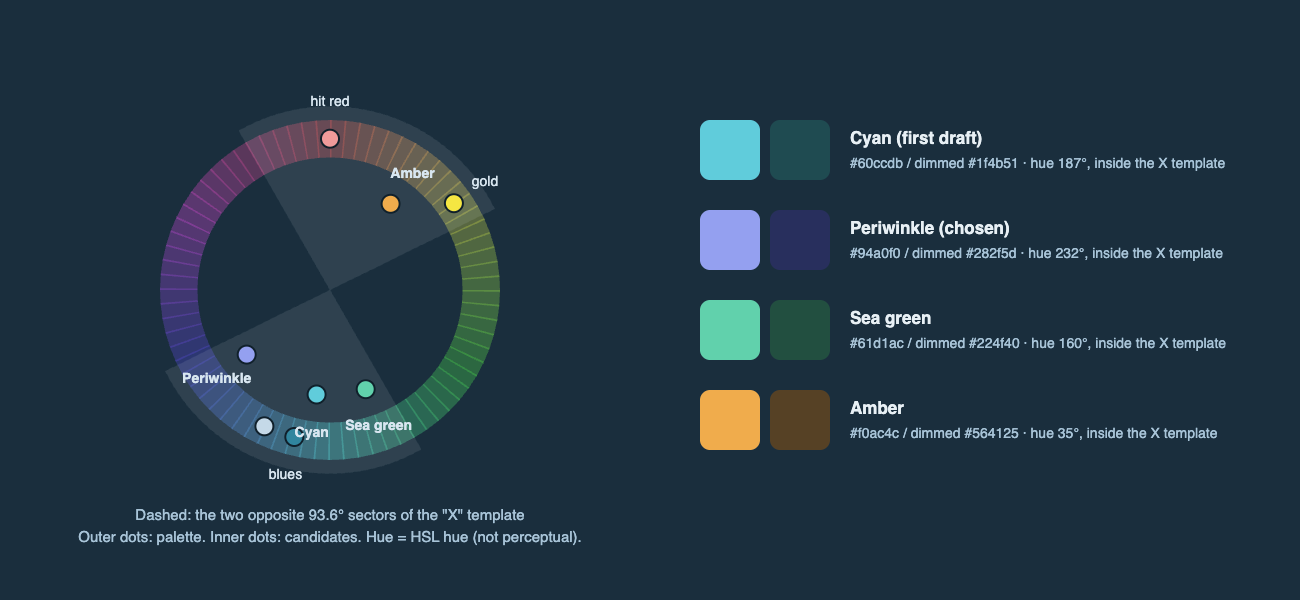 hit red
Amber
gold
Periwinkle
Cyan
Sea green
blues
Dashed: the two opposite 93.6° sectors of the "X" template
Outer dots: palette. Inner dots: candidates. Hue = HSL hue (not perceptual).
Cyan (first draft)
#60ccdb / dimmed #1f4b51 · hue 187°, inside the X template
Periwinkle (chosen)
#94a0f0 / dimmed #282f5d · hue 232°, inside the X template
Sea green
#61d1ac / dimmed #224f40 · hue 160°, inside the X template
Amber
#f0ac4c / dimmed #564125 · hue 35°, inside the X template